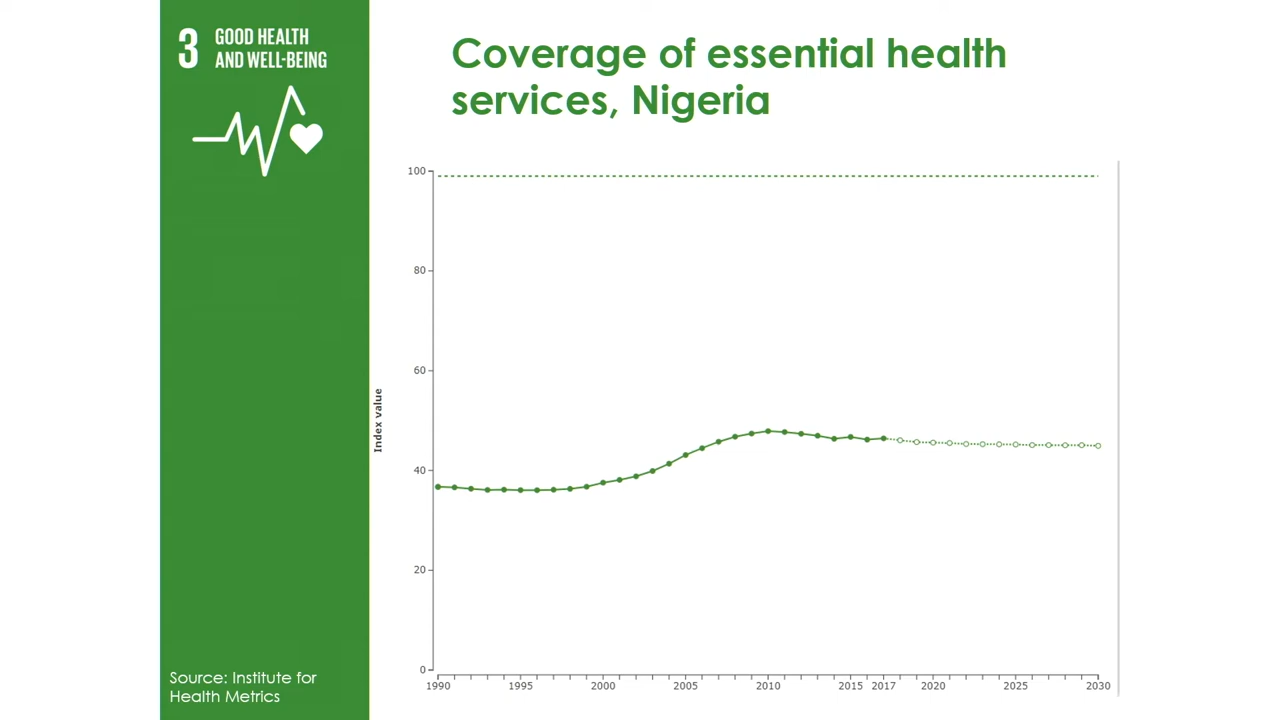 3 GOOD HEALTH
AND WELL-BEING
Coverage of essential health
services, Nigeria
100
80
60
40
20
0
Index value
1990 1995 2000 2005 2010 2015 2017 2020 2025 2030
Source: Institute for
Health Metrics